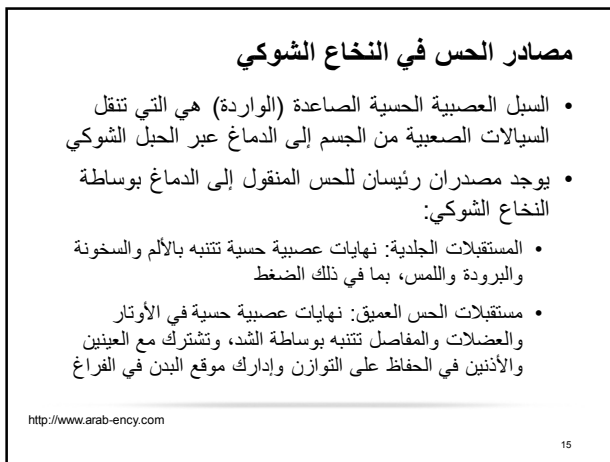 مصادر الحس في النخاع الشوكي
• السبل العصبية الحسية الصاعدة (الواردة) هي التي تنقل
السيالات الصعبية من الجسم إلى الدماغ عبر الحبل الشوكي
• يوجد مصدران رئيسان للحس المنقول إلى الدماغ بوساطة
النخاع الشوكي:
• المستقبلات الجلدية: نهايات عصبية حسية تتنبه بالألم والسخونة
والبرودة واللمس، بما في ذلك الضغط
• مستقبلات الحس العميق: نهايات عصبية حسية في الأوتار
والعضلات والمفاصل تتنبه بوساطة الشد، وتشترك مع العينين
والأذنين في الحفاظ على التوازن وإدارك موقع البدن في الفراغ
http://www.arab-ency.com
15